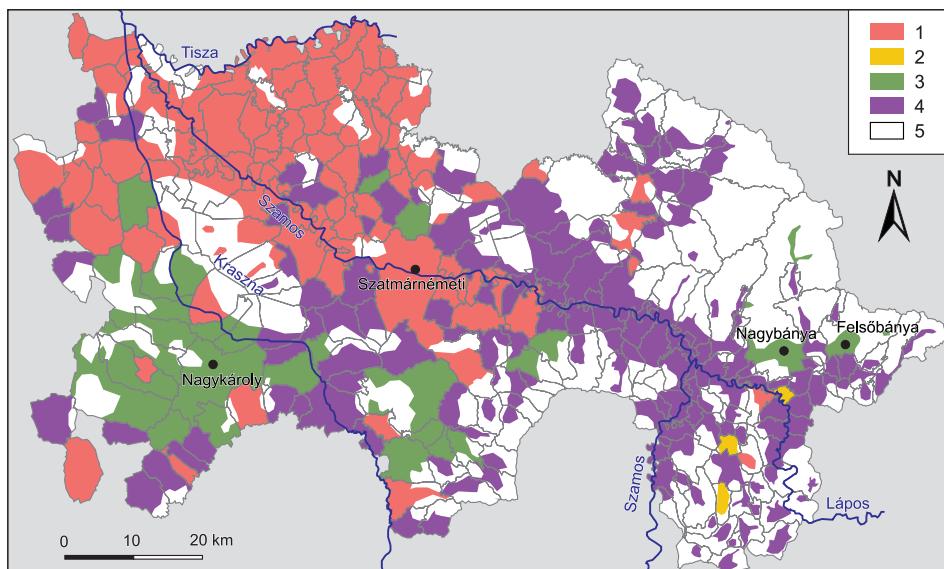 Tisza
1
2
3
4
5
N
Szamos
Kraszna
Szatmárnémeti
Nagybánya
Felsőbánya
Nagykároly
Szamos
Lápos
0 10 20 km